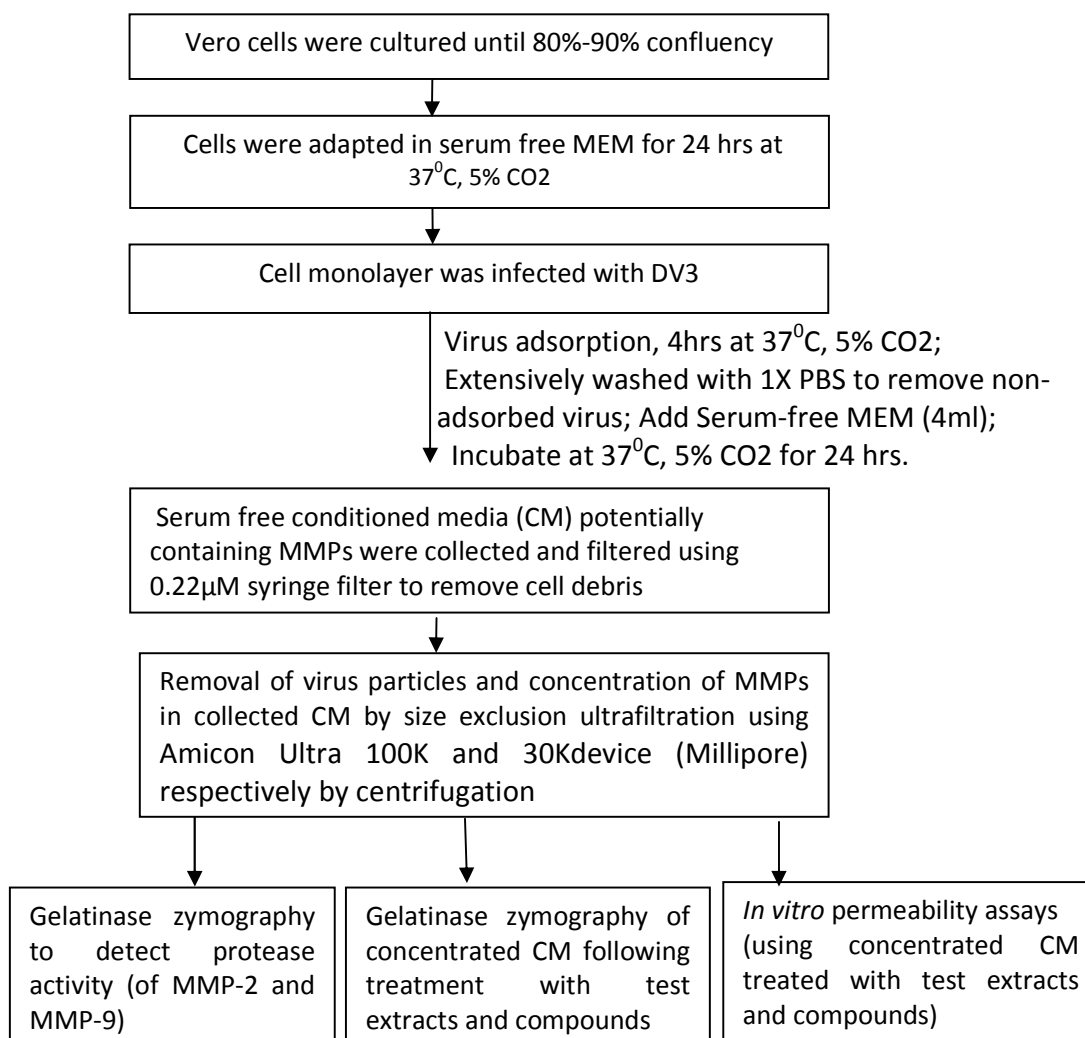 Vero cells were cultured until 80%-90% confluency
Cells were adapted in serum free MEM for 24 hrs at
37⁰C, 5% CO2
Cell monolayer was infected with DV3
Virus adsorption, 4hrs at 37⁰C, 5% CO2;
Extensively washed with 1X PBS to remove non-
adsorbed virus; Add Serum-free MEM (4ml);
Incubate at 37⁰C, 5% CO2 for 24 hrs.
Serum free conditioned media (CM) potentially
containing MMPs were collected and filtered using
0.22µM syringe filter to remove cell debris
Removal of virus particles and concentration of MMPs
in collected CM by size exclusion ultrafiltration using
Amicon Ultra 100K and 30Kdevice (Millipore)
respectively by centrifugation
Gelatinase zymography
to detect protease
activity (of MMP-2 and
MMP-9)
Gelatinase zymography of
concentrated CM following
treatment with test
extracts and compounds
In vitro permeability assays
(using concentrated CM
treated with test extracts
and compounds)